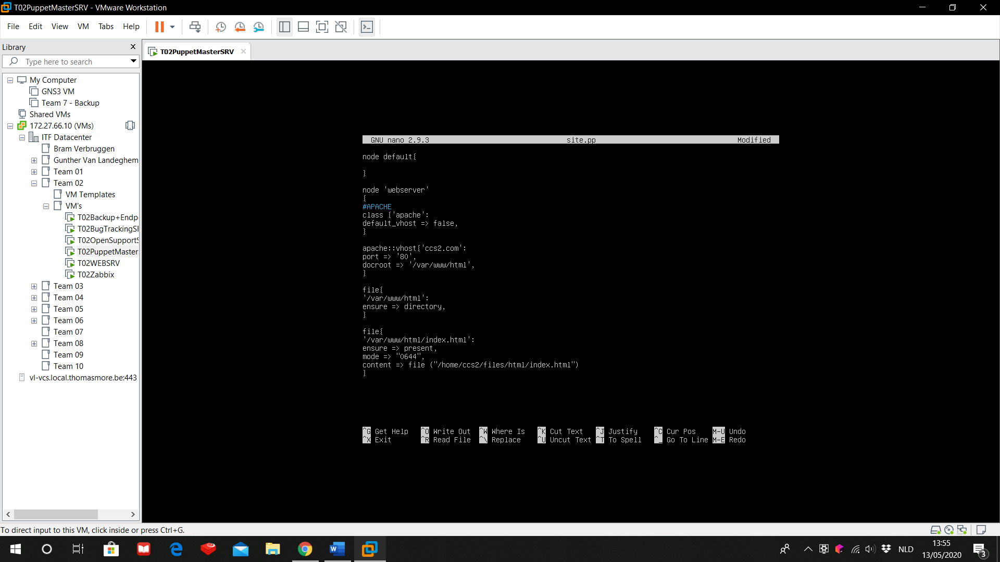 T02PuppetMasterSRV - VMware Workstation
File Edit View VM Tabs Help
Library
Type here to search
My Computer
GNS3 VM
Team 7 - Backup
Shared VMs
172.27.66.10 (VMs)
ITF Datacenter
Bram Verbruggen
Gunther Van Landeghem
Team 01
Team 02
VM Templates
VM's
T02Backup+Endp
T02BugTrackingSI
T02OpenSupportS
T02PuppetMaster
T02WEBSRV
T02Zabbix
Team 03
Team 04
Team 05
Team 06
Team 07
Team 08
Team 09
Team 10
vl-vcs.local.thomasmore.be:443
T02PuppetMasterSRV
GNU nano 2.9.3 site.pp Modified
node default{
}
node 'webserver'
{
#APACHE
class {'apache':
default_vhost => false,
}
apache::vhost{'ccs2.com':
port => '80',
docroot => '/var/www/html',
}
file{
'/var/www/html':
ensure => directory,
}
file{
'/var/www/html/index.html':
ensure => present,
mode => "0644",
content => file ("/home/ccs2/files/html/index.html")
}
^G Get Help ^O Write Out ^W Where Is ^K Cut Text ^J Justify ^C Cur Pos M-U Undo
^X Exit ^R Read File ^\ Replace ^U Uncut Text ^T To Spell ^_ Go To Line M-E Redo
To direct input to this VM, click inside or press Ctrl+G.
NLD
13:55
13/05/2020
3